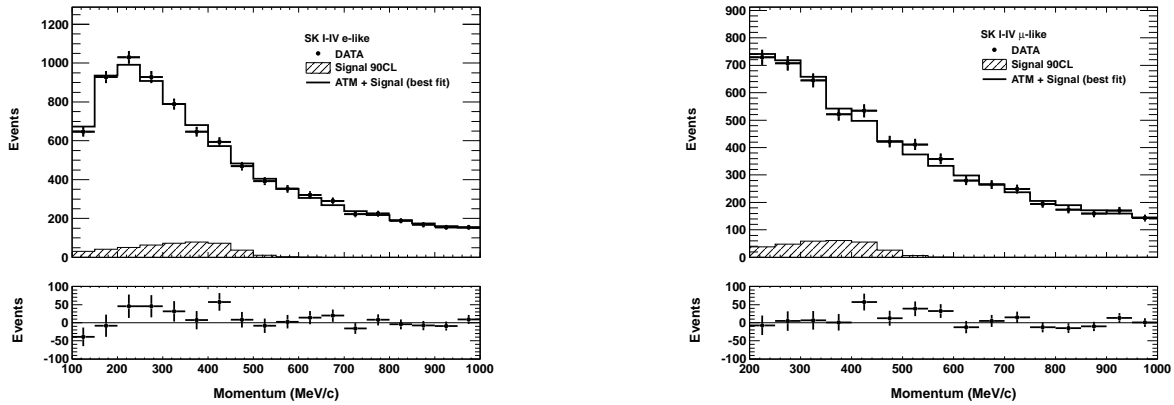 SK I-IV e-like
DATA
Signal 90CL
ATM + Signal (best fit)
Events
1200
1000
800
600
400
200
0
Events
100
50
0
-50
-100
100 200 300 400 500 600 700 800 900 1000
Momentum (MeV/c)
SK I-IV μ-like
DATA
Signal 90CL
ATM + Signal (best fit)
Events
900
800
700
600
500
400
300
200
100
0
Events
100
50
0
-50
-100
200 300 400 500 600 700 800 900 1000
Momentum (MeV/c)